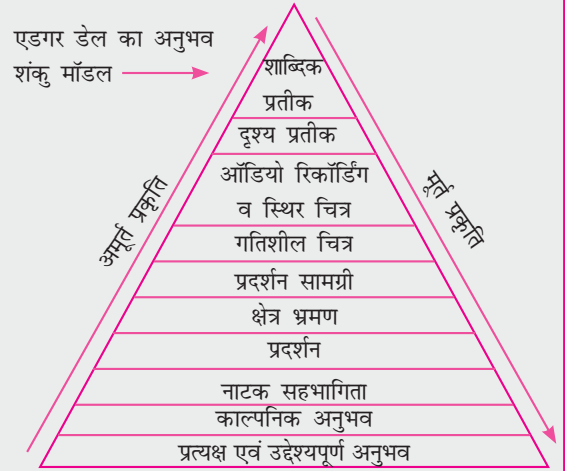 एडगर डेल का अनुभव
शंकु मॉडल
शाब्दिक
प्रतीक
दृश्य प्रतीक
ऑडियो रिकॉर्डिंग
व स्थिर चित्र
गतिशील चित्र
प्रदर्शन सामग्री
क्षेत्र भ्रमण
प्रदर्शन
नाटक सहभागिता
काल्पनिक अनुभव
प्रत्यक्ष एवं उद्देश्यपूर्ण अनुभव
अमूर्त प्रकृति
मूर्त प्रकृति